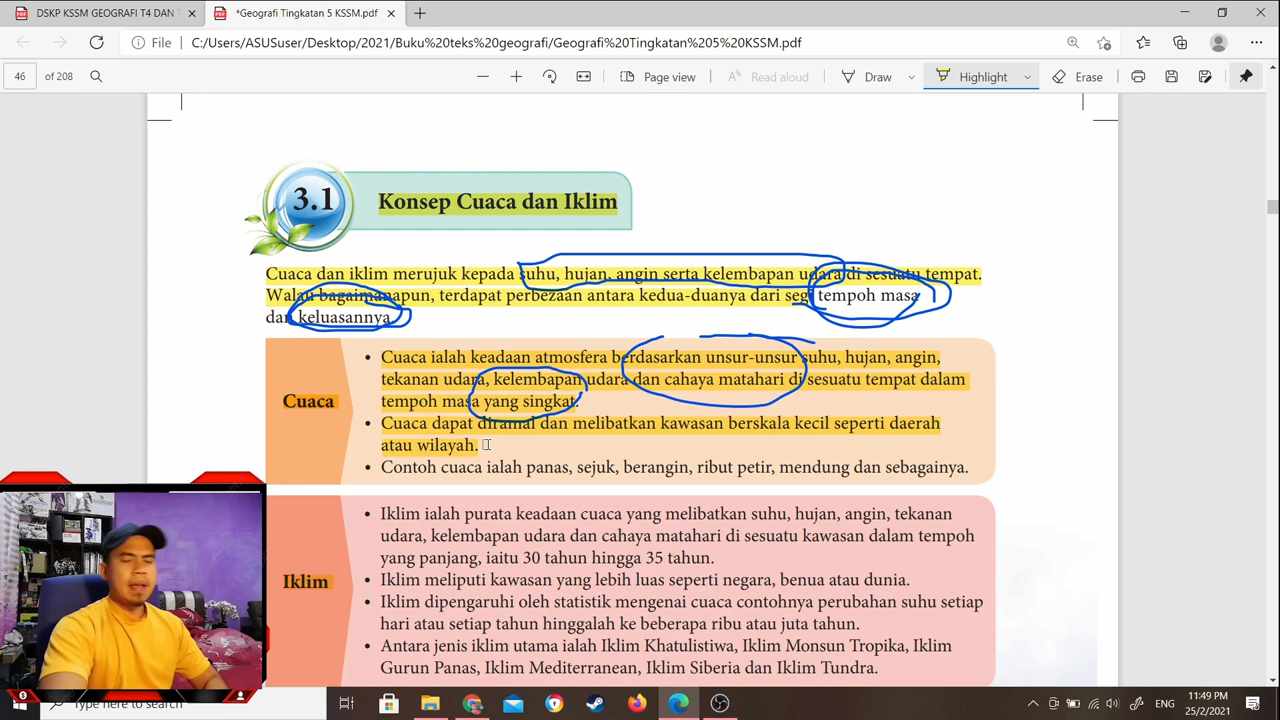 DSKP KSSM GEOGRAFI T4 DAN T
*Geografi Tingkatan 5 KSSM.pdf
File
C:/Users/ASUSuser/Desktop/2021/Buku%20teks%20geografi/Geografi%20Tingkatan%205%20KSSM.pdf
46 of 208
Page view
Read aloud
Draw
Highlight
Erase
3.1 Konsep Cuaca dan Iklim
Cuaca dan iklim merujuk kepada suhu, hujan, angin serta kelembapan udara di sesuatu tempat.
Walau bagaimanapun, terdapat perbezaan antara kedua-duanya dari segi tempoh masa
dan keluasannya.
Cuaca
• Cuaca ialah keadaan atmosfera berdasarkan unsur-unsur suhu, hujan, angin,
tekanan udara, kelembapan udara dan cahaya matahari di sesuatu tempat dalam
tempoh masa yang singkat.
• Cuaca dapat diramal dan melibatkan kawasan berskala kecil seperti daerah
atau wilayah.
• Contoh cuaca ialah panas, sejuk, berangin, ribut petir, mendung dan sebagainya.
Iklim
• Iklim ialah purata keadaan cuaca yang melibatkan suhu, hujan, angin, tekanan
udara, kelembapan udara dan cahaya matahari di sesuatu kawasan dalam tempoh
yang panjang, iaitu 30 tahun hingga 35 tahun.
• Iklim meliputi kawasan yang lebih luas seperti negara, benua atau dunia.
• Iklim dipengaruhi oleh statistik mengenai cuaca contohnya perubahan suhu setiap
hari atau setiap tahun hinggalah ke beberapa ribu atau juta tahun.
• Antara jenis iklim utama ialah Iklim Khatulistiwa, Iklim Monsun Tropika, Iklim
Gurun Panas, Iklim Mediterranean, Iklim Siberia dan Iklim Tundra.
Type here to search
ENG
11:49 PM
25/2/2021